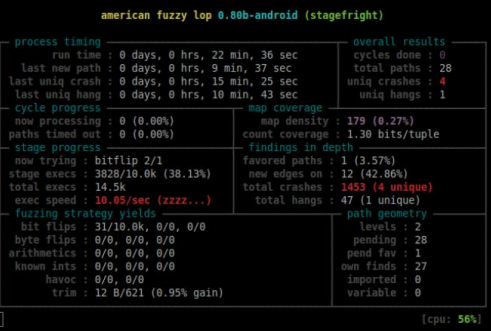 american fuzzy lop 0.80b-android (stagefright)
process timing overall results
run time : 0 days, 0 hrs, 22 min, 36 sec cycles done : 0
last new path : 0 days, 0 hrs, 9 min, 37 sec total paths : 28
last uniq crash : 0 days, 0 hrs, 15 min, 25 sec uniq crashes : 4
last uniq hang : 0 days, 0 hrs, 10 min, 43 sec uniq hangs : 1
cycle progress map coverage
now processing : 0 (0.00%) map density : 179 (0.27%)
paths timed out : 0 (0.00%) count coverage : 1.30 bits/tuple
stage progress findings in depth
now trying : bitflip 2/1 favored paths : 1 (3.57%)
stage execs : 3828/10.0k (38.13%) new edges on : 12 (42.86%)
total execs : 14.5k total crashes : 1453 (4 unique)
exec speed : 10.05/sec (zzzz...) total hangs : 47 (1 unique)
fuzzing strategy yields path geometry
bit flips : 31/10.0k, 0/0, 0/0 levels : 2
byte flips : 0/0, 0/0, 0/0 pending : 28
arithmetics : 0/0, 0/0, 0/0 pend fav : 1
known ints : 0/0, 0/0, 0/0 own finds : 27
havoc : 0/0, 0/0 imported : 0
trim : 12 B/621 (0.95% gain) variable : 0
[cpu: 56%]